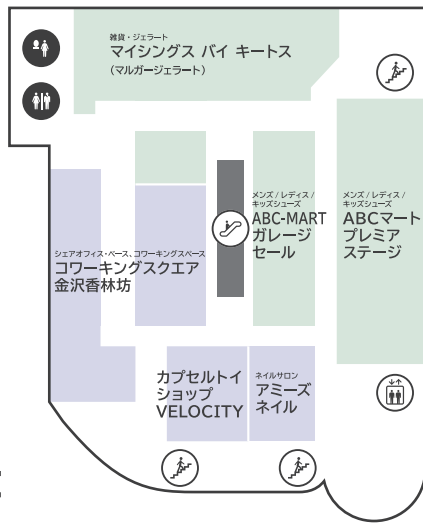 雑貨・ジェラート
マイシングス バイ キートス
(マルガージェラート)
メンズ / レディス /
キッズシューズ
ABC-MART
ガレージ
セール
メンズ / レディス /
キッズシューズ
ABCマート
プレミア
ステージ
シェアオフィス・ベース、コワーキングスペース
コワーキングスクエア
金沢香林坊
カプセルトイ
ショップ
VELOCITY
ネイルサロン
アミーズ
ネイル